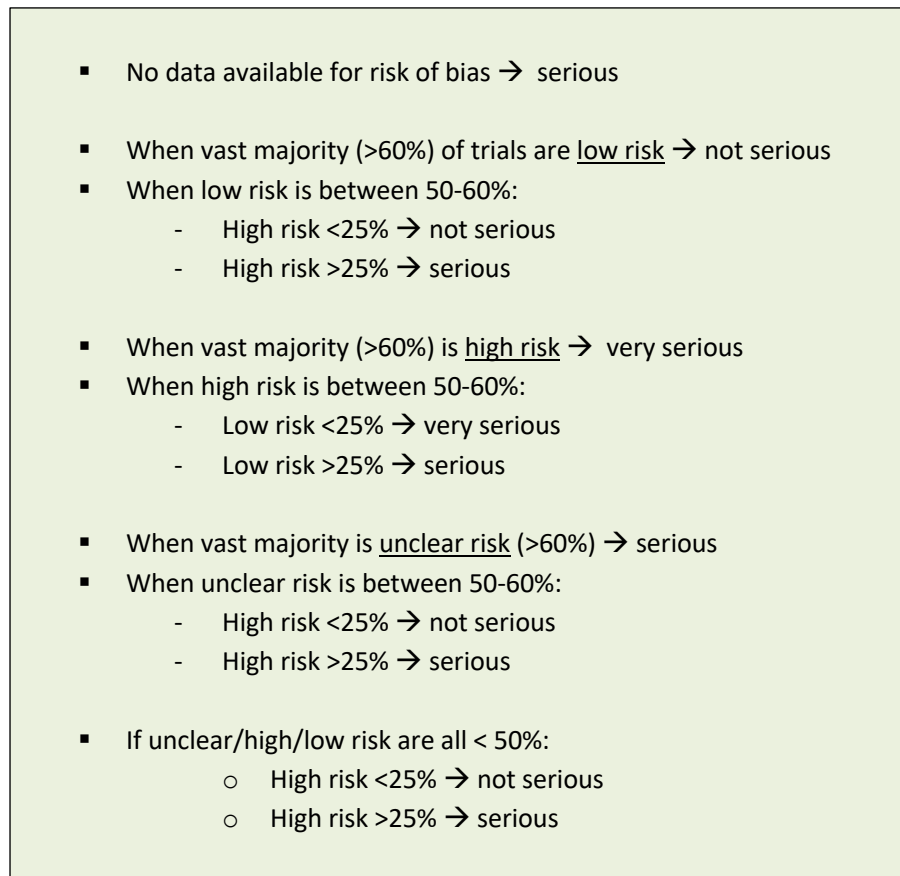 ▪ No data available for risk of bias → serious
▪ When vast majority (>60%) of trials are low risk → not serious
▪ When low risk is between 50-60%:
- High risk <25% → not serious
- High risk >25% → serious
▪ When vast majority (>60%) is high risk → very serious
▪ When high risk is between 50-60%:
- Low risk <25% → very serious
- Low risk >25% → serious
▪ When vast majority is unclear risk (>60%) → serious
▪ When unclear risk is between 50-60%:
- High risk <25% → not serious
- High risk >25% → serious
▪ If unclear/high/low risk are all < 50%:
o High risk <25% → not serious
o High risk >25% → serious